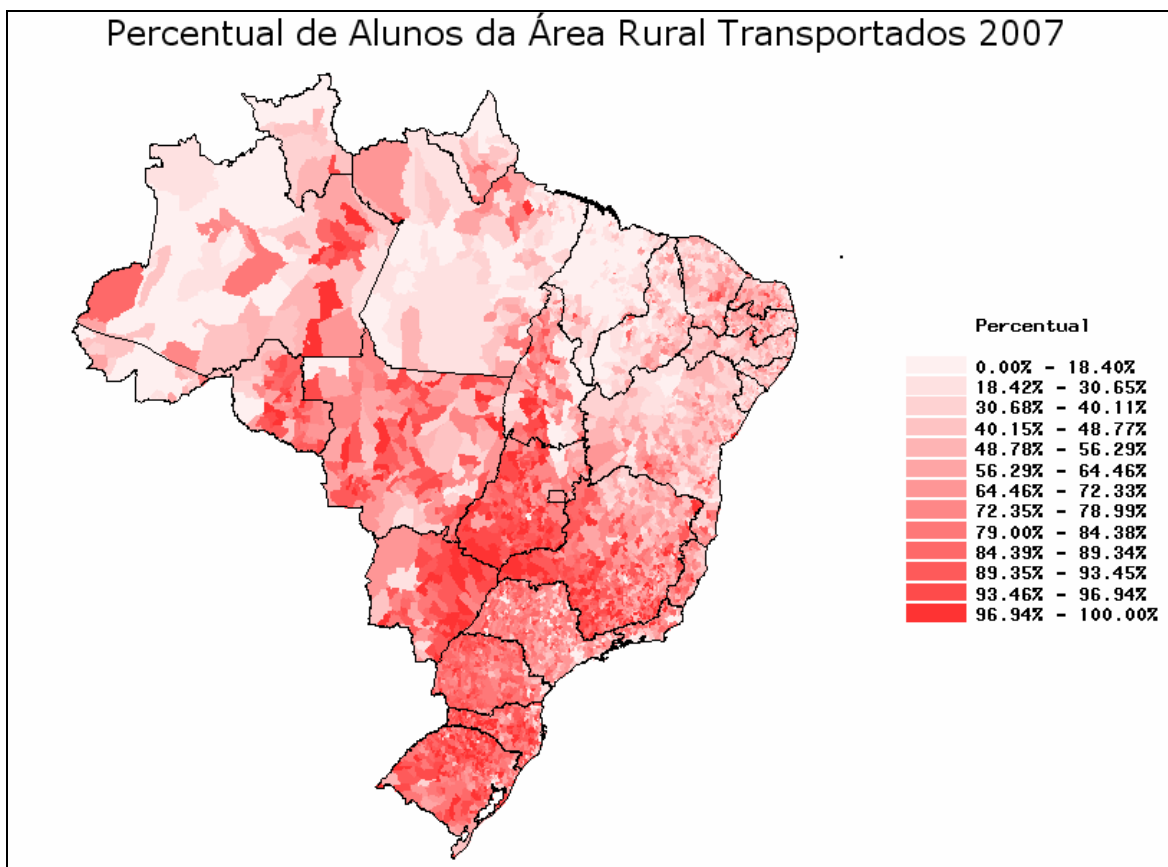 Percentual de Alunos da Área Rural Transportados 2007
Percentual
0.00% - 18.40%
18.42% - 30.65%
30.68% - 40.11%
40.15% - 48.77%
48.78% - 56.29%
56.29% - 64.46%
64.46% - 72.33%
72.35% - 78.99%
79.00% - 84.38%
84.39% - 89.34%
89.35% - 93.45%
93.46% - 96.94%
96.94% - 100.00%